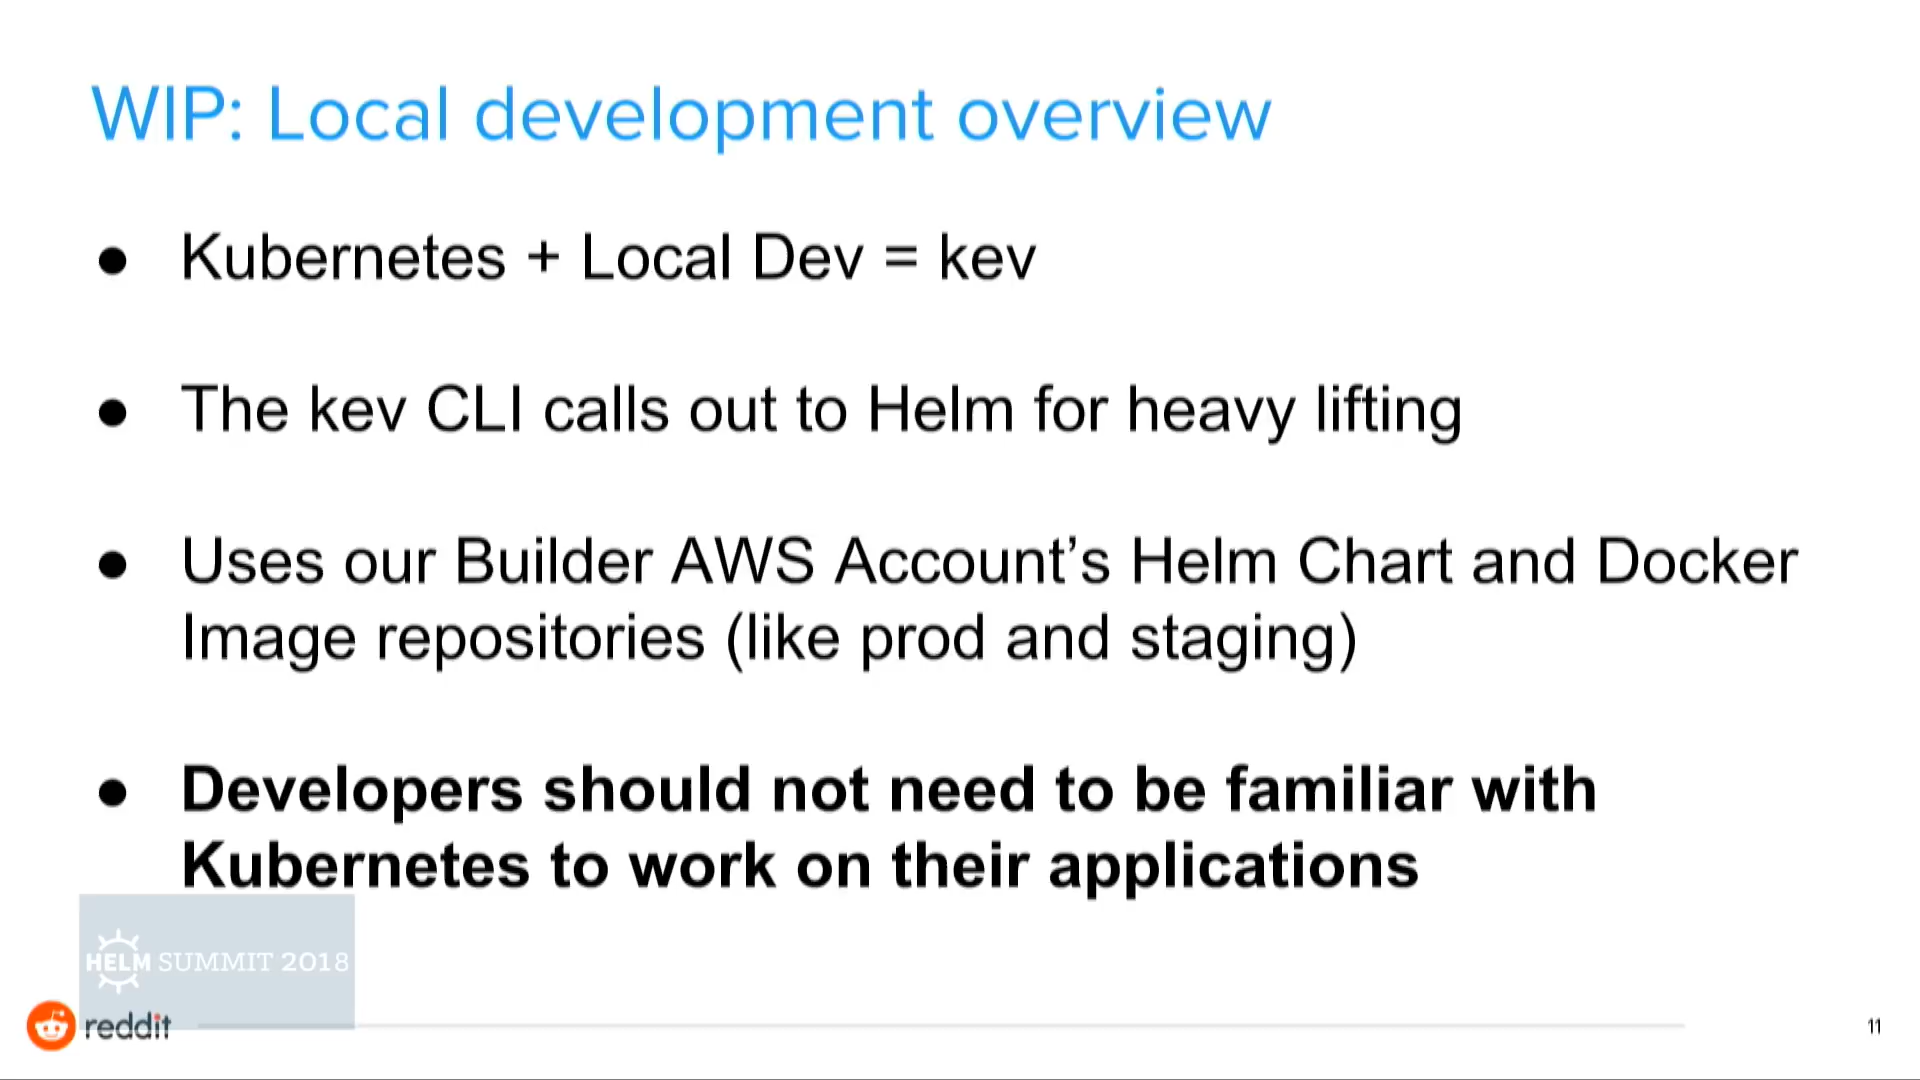 WIP: Local development overview
● Kubernetes + Local Dev = kev
● The kev CLI calls out to Helm for heavy lifting
● Uses our Builder AWS Account’s Helm Chart and Docker
Image repositories (like prod and staging)
● Developers should not need to be familiar with
Kubernetes to work on their applications
HELM SUMMIT 2018
reddit
11